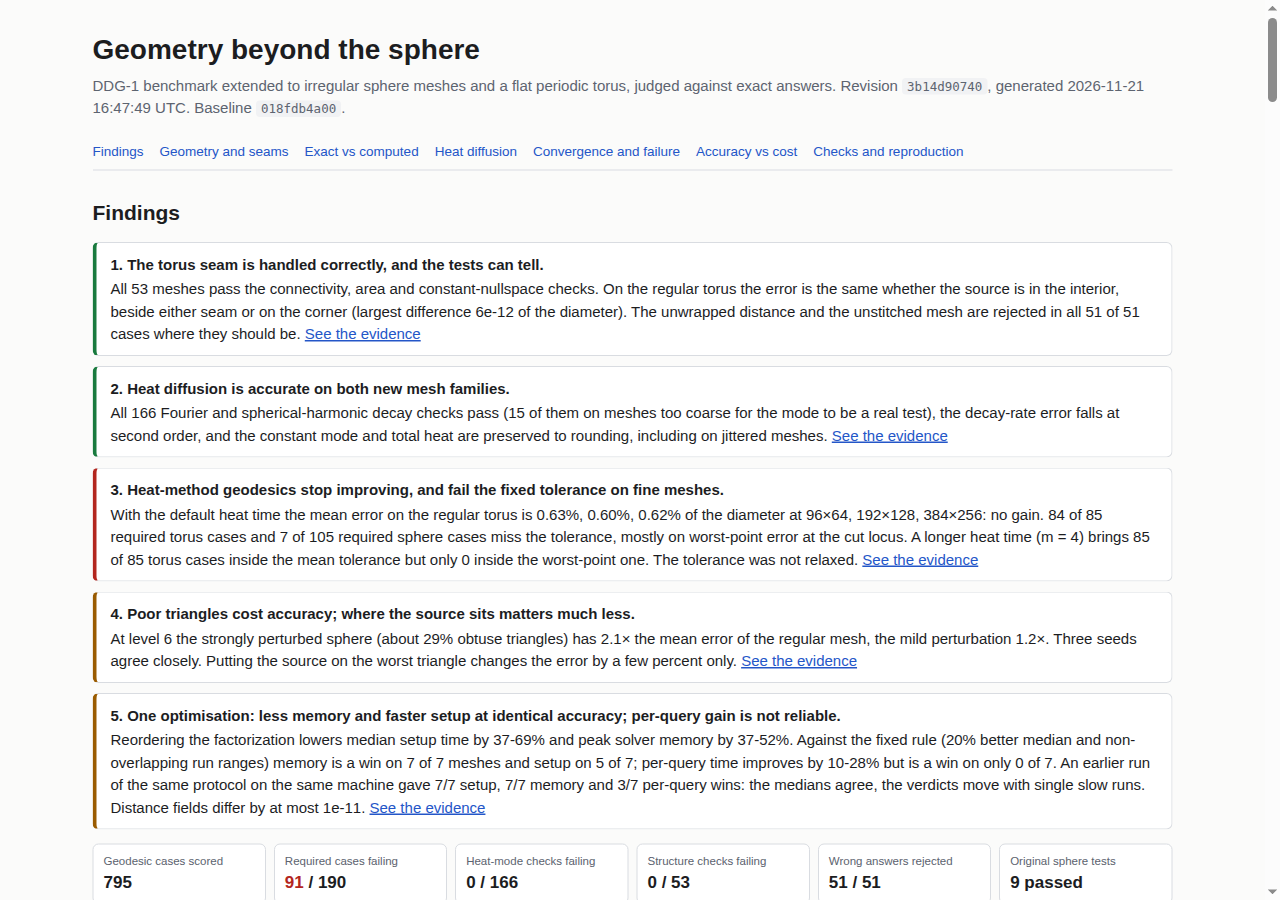 Geometry beyond the sphere
DDG-1 benchmark extended to irregular sphere meshes and a flat periodic torus, judged against exact answers. Revision 3b14d90740, generated 2026-11-21
16:47:49 UTC. Baseline 018fdb4a00.
Findings Geometry and seams Exact vs computed Heat diffusion Convergence and failure Accuracy vs cost Checks and reproduction
Findings
1. The torus seam is handled correctly, and the tests can tell.
All 53 meshes pass the connectivity, area and constant-nullspace checks. On the regular torus the error is the same whether the source is in the interior,
beside either seam or on the corner (largest difference 6e-12 of the diameter). The unwrapped distance and the unstitched mesh are rejected in all 51 of 51
cases where they should be. See the evidence
2. Heat diffusion is accurate on both new mesh families.
All 166 Fourier and spherical-harmonic decay checks pass (15 of them on meshes too coarse for the mode to be a real test), the decay-rate error falls at
second order, and the constant mode and total heat are preserved to rounding, including on jittered meshes. See the evidence
3. Heat-method geodesics stop improving, and fail the fixed tolerance on fine meshes.
With the default heat time the mean error on the regular torus is 0.63%, 0.60%, 0.62% of the diameter at 96×64, 192×128, 384×256: no gain. 84 of 85
required torus cases and 7 of 105 required sphere cases miss the tolerance, mostly on worst-point error at the cut locus. A longer heat time (m = 4) brings 85
of 85 torus cases inside the mean tolerance but only 0 inside the worst-point one. The tolerance was not relaxed. See the evidence
4. Poor triangles cost accuracy; where the source sits matters much less.
At level 6 the strongly perturbed sphere (about 29% obtuse triangles) has 2.1× the mean error of the regular mesh, the mild perturbation 1.2×. Three seeds
agree closely. Putting the source on the worst triangle changes the error by a few percent only. See the evidence
5. One optimisation: less memory and faster setup at identical accuracy; per-query gain is not reliable.
Reordering the factorization lowers median setup time by 37-69% and peak solver memory by 37-52%. Against the fixed rule (20% better median and non-
overlapping run ranges) memory is a win on 7 of 7 meshes and setup on 5 of 7; per-query time improves by 10-28% but is a win on only 0 of 7. An earlier run
of the same protocol on the same machine gave 7/7 setup, 7/7 memory and 3/7 per-query wins: the medians agree, the verdicts move with single slow runs.
Distance fields differ by at most 1e-11. See the evidence
Geodesic cases scored Required cases failing Heat-mode checks failing Structure checks failing Wrong answers rejected Original sphere tests
795 91 / 190 0 / 166 0 / 53 51 / 51 9 passed